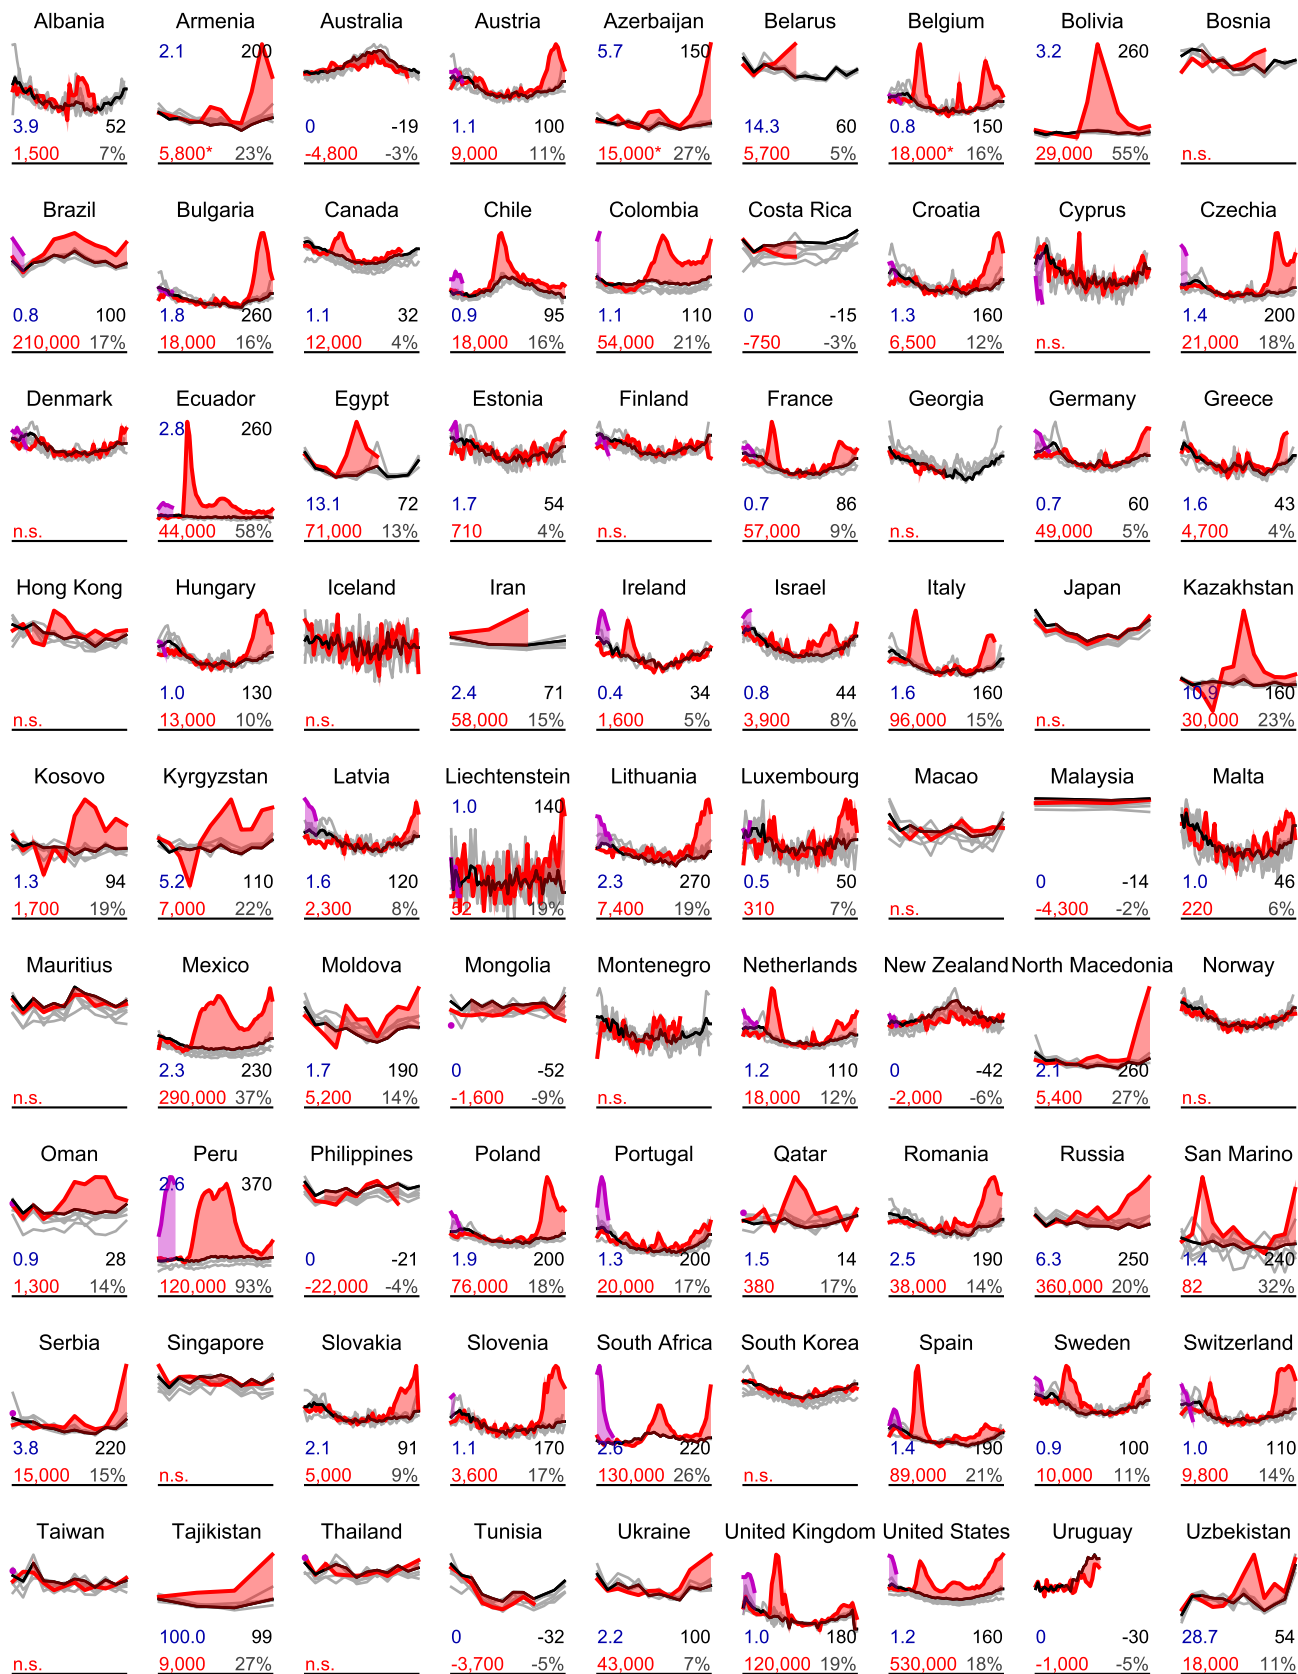 Albania Armenia Australia Austria Azerbaijan Belarus Belgium Bolivia Bosnia
2.1 200 5.7 150 3.2 260
3.9 52 0 -19 1.1 100 14.3 60 0.8 150
1,500 7% 5,800* 23% -4,800 -3% 9,000 11% 15,000* 27% 5,700 5% 18,000* 16% 29,000 55% n.s.
Brazil Bulgaria Canada Chile Colombia Costa Rica Croatia Cyprus Czechia
0.8 100 1.8 260 1.1 32 0.9 95 1.1 110 0 -15 1.3 160 1.4 200
210,000 17% 18,000 16% 12,000 4% 18,000 16% 54,000 21% -750 -3% 6,500 12% n.s. 21,000 18%
Denmark Ecuador Egypt Estonia Finland France Georgia Germany Greece
2.8 260
13.1 72 1.7 54 0.7 86 0.7 60 1.6 43
n.s. 44,000 58% 71,000 13% 710 4% n.s. 57,000 9% n.s. 49,000 5% 4,700 4%
Hong Kong Hungary Iceland Iran Ireland Israel Italy Japan Kazakhstan
1.0 130 2.4 71 0.4 34 0.8 44 1.6 160 10.9 160
n.s. 13,000 10% n.s. 58,000 15% 1,600 5% 3,900 8% 96,000 15% n.s. 30,000 23%
Kosovo Kyrgyzstan Latvia Liechtenstein Lithuania Luxembourg Macao Malaysia Malta
1.0 140
1.3 94 5.2 110 1.6 120 2.3 270 0.5 50 0 -14 1.0 46
1,700 19% 7,000 22% 2,300 8% 52 19% 7,400 19% 310 7% n.s. -4,300 -2% 220 6%
Mauritius Mexico Moldova Mongolia Montenegro Netherlands New Zealand North Macedonia Norway
2.3 230 1.7 190 0 -52 1.2 110 0 -42 2.1 260
n.s. 290,000 37% 5,200 14% -1,600 -9% n.s. 18,000 12% -2,000 -6% 5,400 27% n.s.
Oman Peru Philippines Poland Portugal Qatar Romania Russia San Marino
2.6 370
0.9 28 0 -21 1.9 200 1.3 200 1.5 14 2.5 190 6.3 250 1.4 240
1,300 14% 120,000 93% -22,000 -4% 76,000 18% 20,000 17% 380 17% 38,000 14% 360,000 20% 82 32%
Serbia Singapore Slovakia Slovenia South Africa South Korea Spain Sweden Switzerland
3.8 220 2.1 91 1.1 170 2.6 220 1.4 190 0.9 100 1.0 110
15,000 15% n.s. 5,000 9% 3,600 17% 130,000 26% n.s. 89,000 21% 10,000 11% 9,800 14%
Taiwan Tajikistan Thailand Tunisia Ukraine United Kingdom United States Uruguay Uzbekistan
100.0 99 0 -32 2.2 100 1.0 180 1.2 160 0 -30 28.7 54
n.s. 9,000 27% n.s. -3,700 -5% 43,000 7% 120,000 19% 530,000 18% -1,000 -5% 18,000 11%